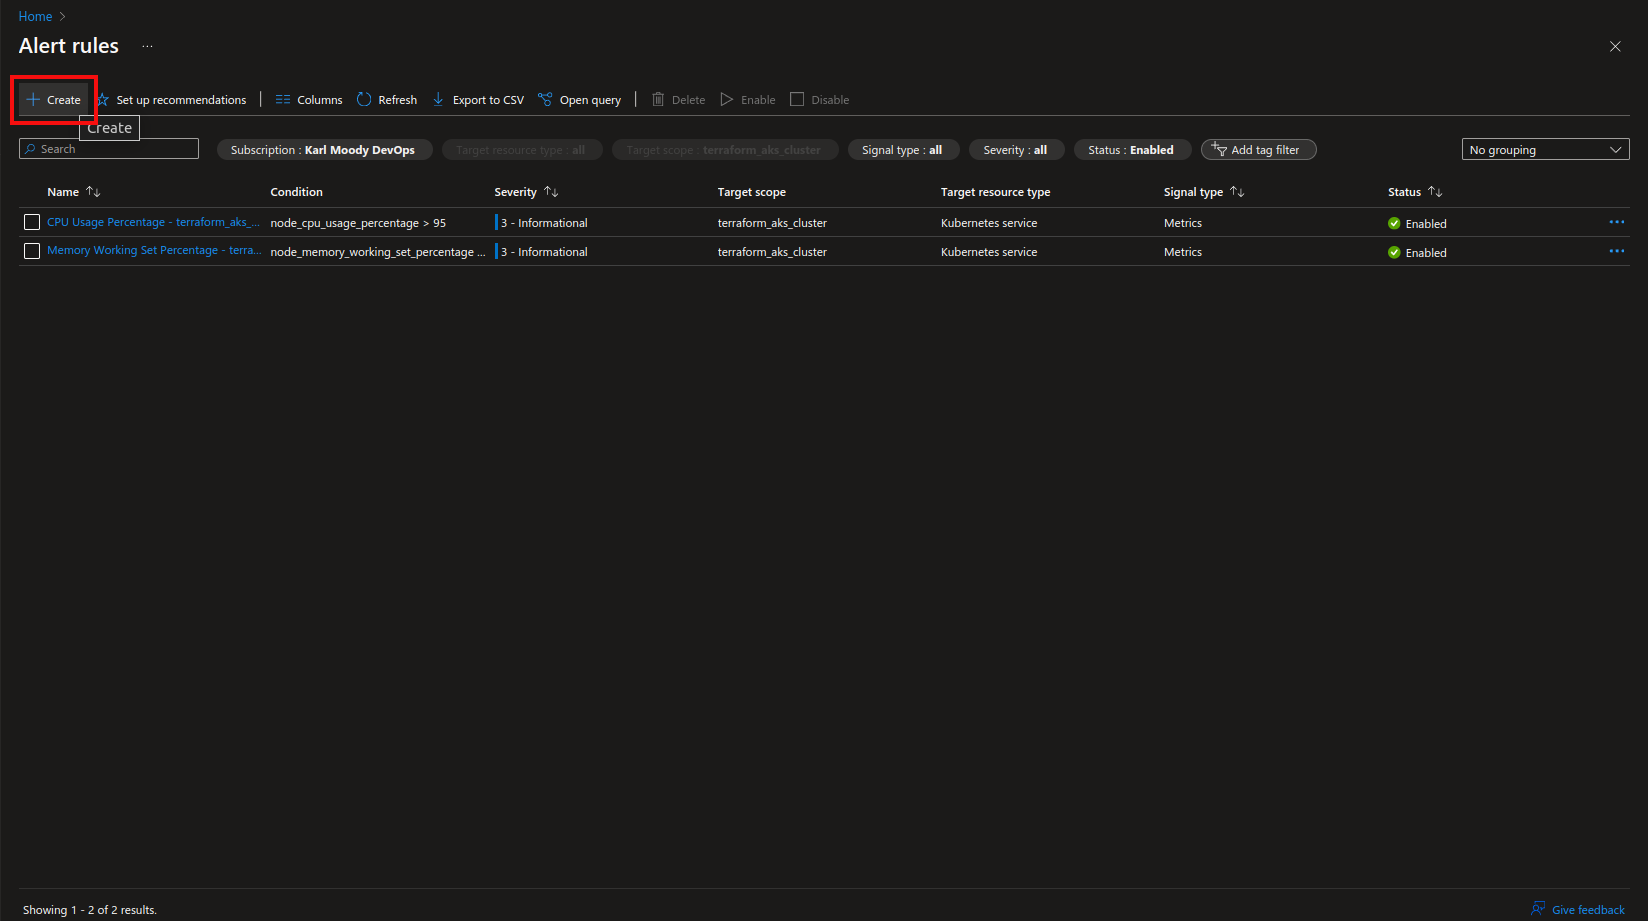 Home >
Alert rules ...
Create Set up recommendations | Columns Refresh Export to CSV Open query | Delete Enable Disable
Create
Search Subscription : Karl Moody DevOps Target resource type : all Target scope : terraform_aks_cluster Signal type : all Severity : all Status : Enabled Add tag filter No grouping
Name Condition Severity Target scope Target resource type Signal type Status
CPU Usage Percentage - terraform_aks_... node_cpu_usage_percentage > 95 3 - Informational terraform_aks_cluster Kubernetes service Metrics Enabled ...
Memory Working Set Percentage - terra... node_memory_working_set_percentage ... 3 - Informational terraform_aks_cluster Kubernetes service Metrics Enabled ...
Showing 1 - 2 of 2 results. Give feedback